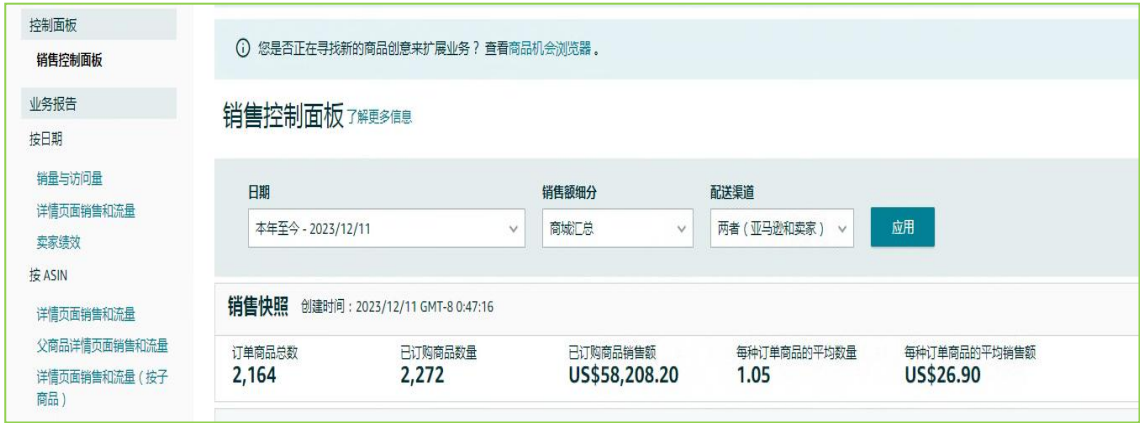 控制面板
销售控制面板
业务报告
按日期
销量与访问量
详情页面销售和流量
卖家绩效
按 ASIN
详情页面销售和流量
父商品详情页面销售和流量
详情页面销售和流量（按子
商品）
您是否正在寻找新的商品创意来扩展业务？查看商品机会浏览器。
销售控制面板 了解更多信息
日期 销售额细分 配送渠道
本年至今 - 2023/12/11 商城汇总 两者（亚马逊和卖家） 应用
销售快照 创建时间：2023/12/11 GMT-8 0:47:16
订单商品总数 已订购商品数量 已订购商品销售额 每种订单商品的平均数量 每种订单商品的平均销售额
2,164 2,272 US$58,208.20 1.05 US$26.90